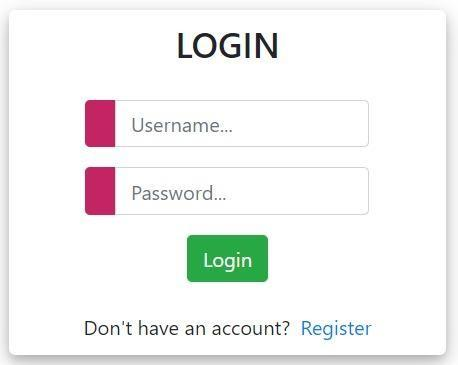 LOGIN
Username...
Password...
Login
Don't have an account? Register